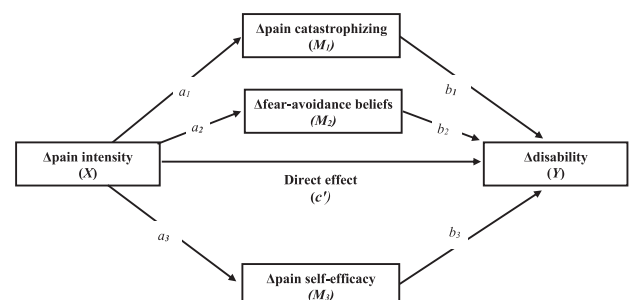 Δpain catastrophizing
(M1)
a1
b1
Δfear-avoidance beliefs
(M2)
a2
b2
Δpain intensity
(X)
Δdisability
(Y)
Direct effect
(c')
a3
b3
Δpain self-efficacy
(M3)